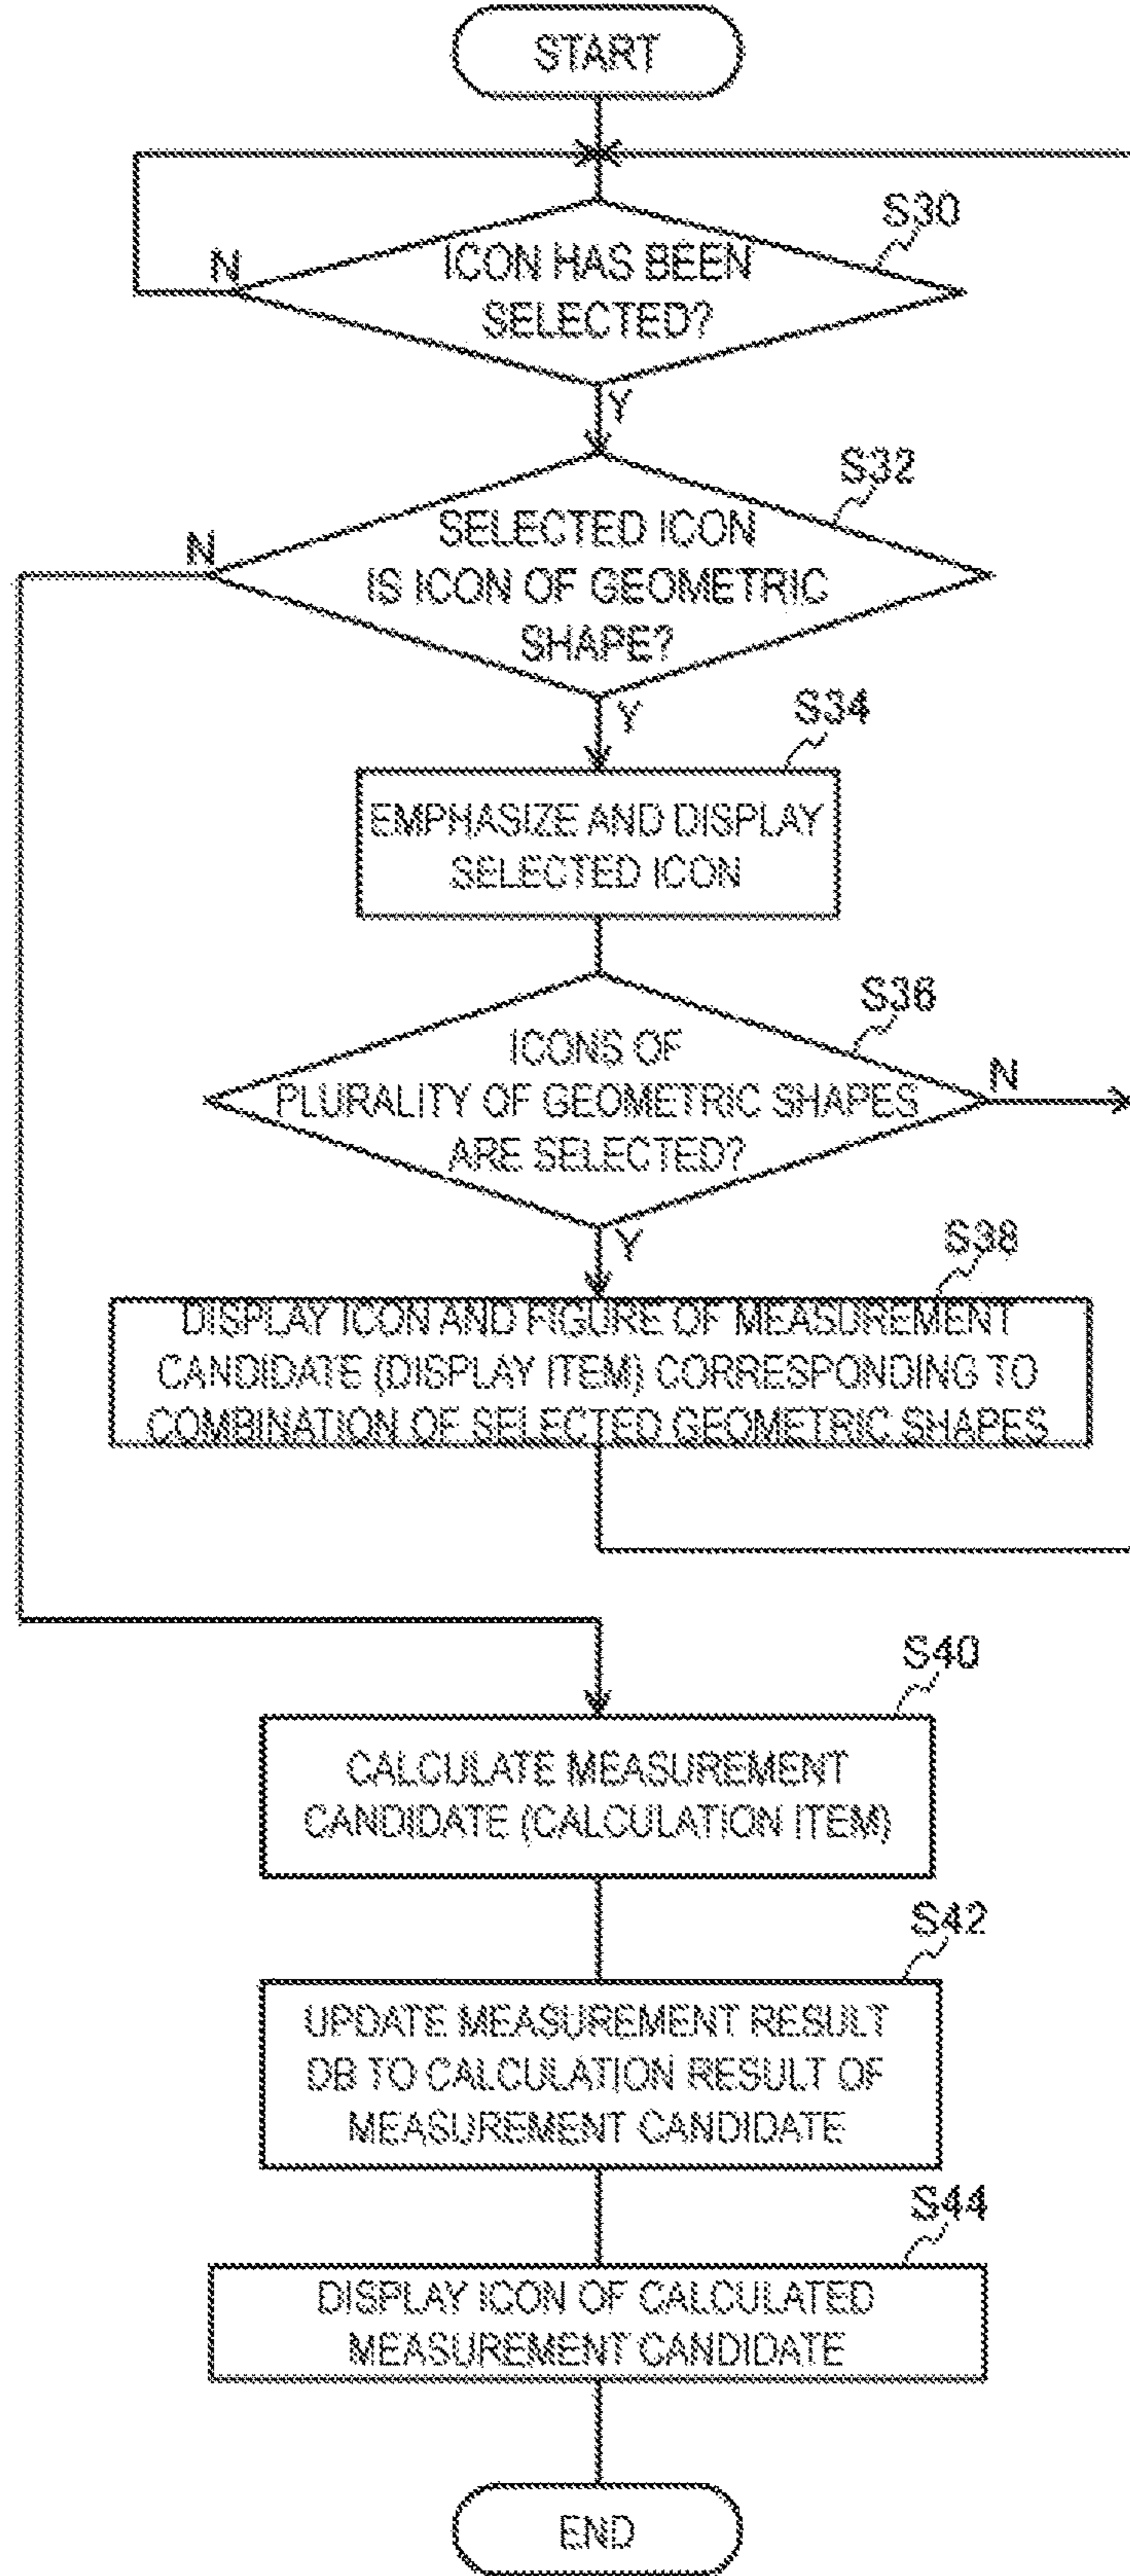 START
S30
N
ICON HAS BEEN
SELECTED?
Y
S32
N
SELECTED ICON
IS ICON OF GEOMETRIC
SHAPE?
Y
S34
EMPHASIZE AND DISPLAY
SELECTED ICON
S36
ICONS OF
PLURALITY OF GEOMETRIC SHAPES
ARE SELECTED?
N
Y
S38
DISPLAY ICON AND FIGURE OF MEASUREMENT
CANDIDATE (DISPLAY ITEM) CORRESPONDING TO
COMBINATION OF SELECTED GEOMETRIC SHAPES
S40
CALCULATE MEASUREMENT
CANDIDATE (CALCULATION ITEM)
S42
UPDATE MEASUREMENT RESULT
DB TO CALCULATION RESULT OF
MEASUREMENT CANDIDATE
S44
DISPLAY ICON OF CALCULATED
MEASUREMENT CANDIDATE
END